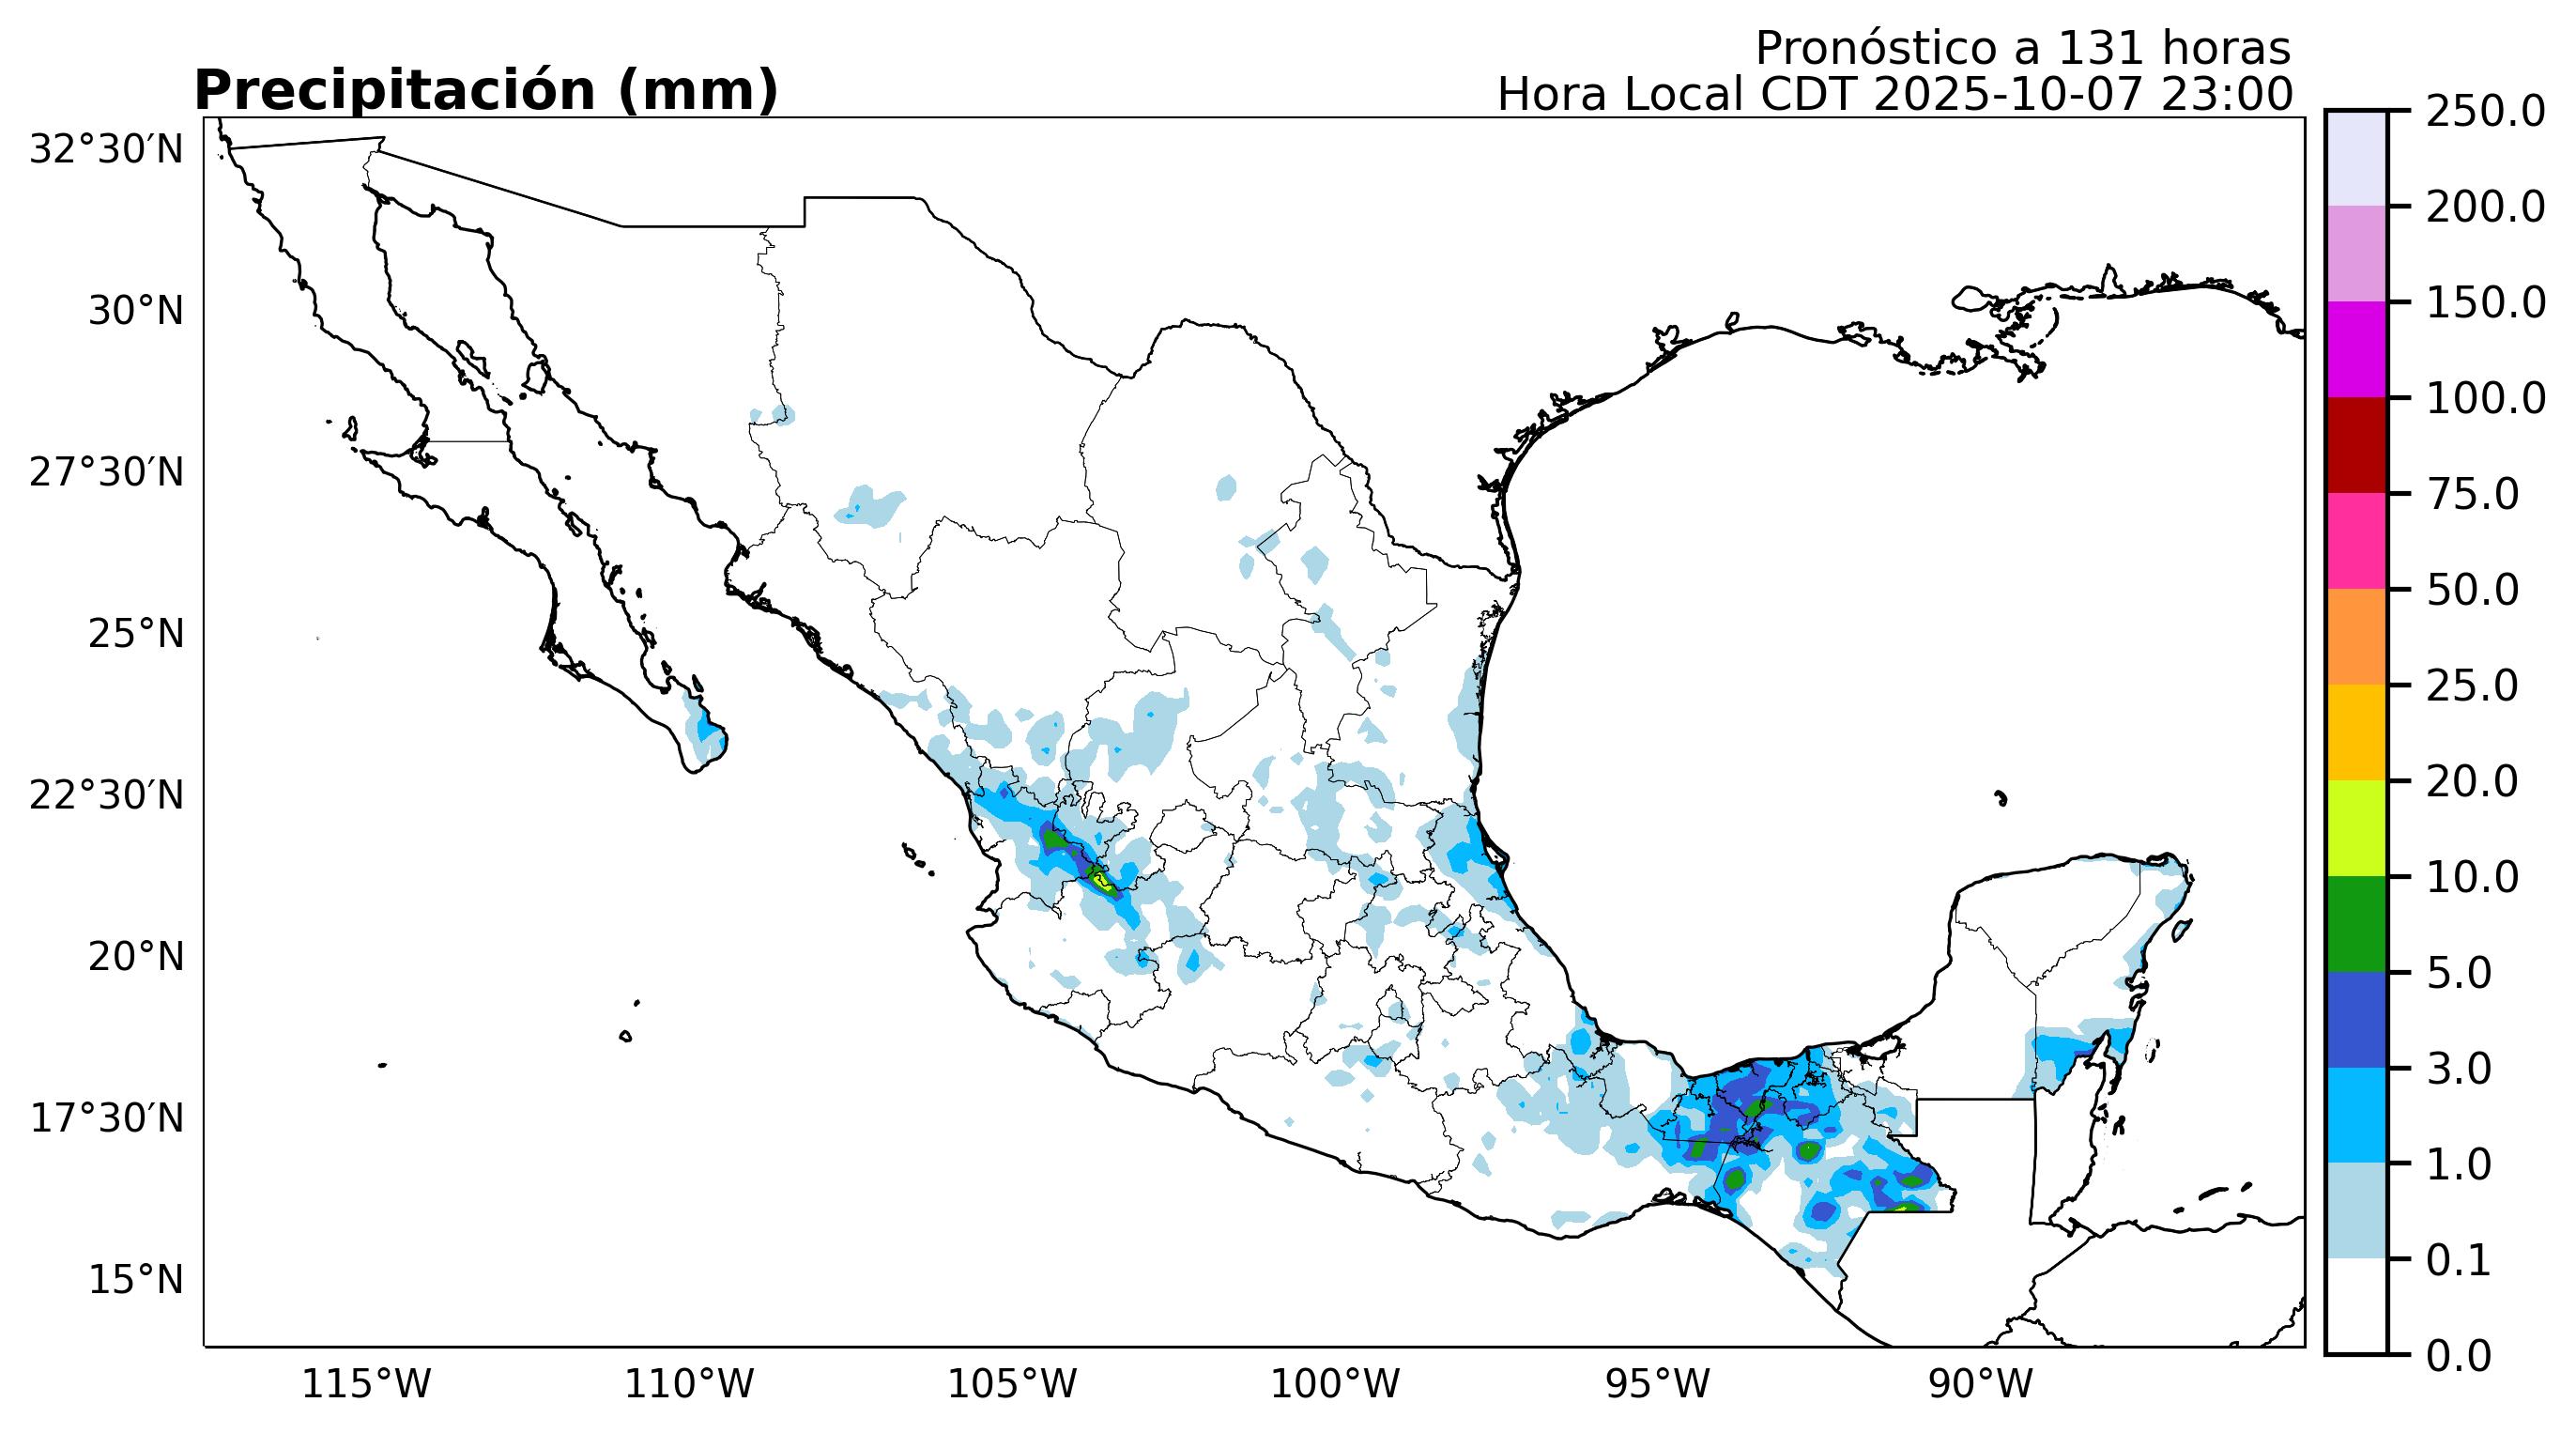 Pronóstico a 131 horas
Precipitación (mm)
Hora Local CDT 2025-10-07 23:00
32°30′N
30°N
27°30′N
25°N
22°30′N
20°N
17°30′N
15°N
115°W
110°W
105°W
100°W
95°W
90°W
250.0
200.0
150.0
100.0
75.0
50.0
25.0
20.0
10.0
5.0
3.0
1.0
0.1
0.0